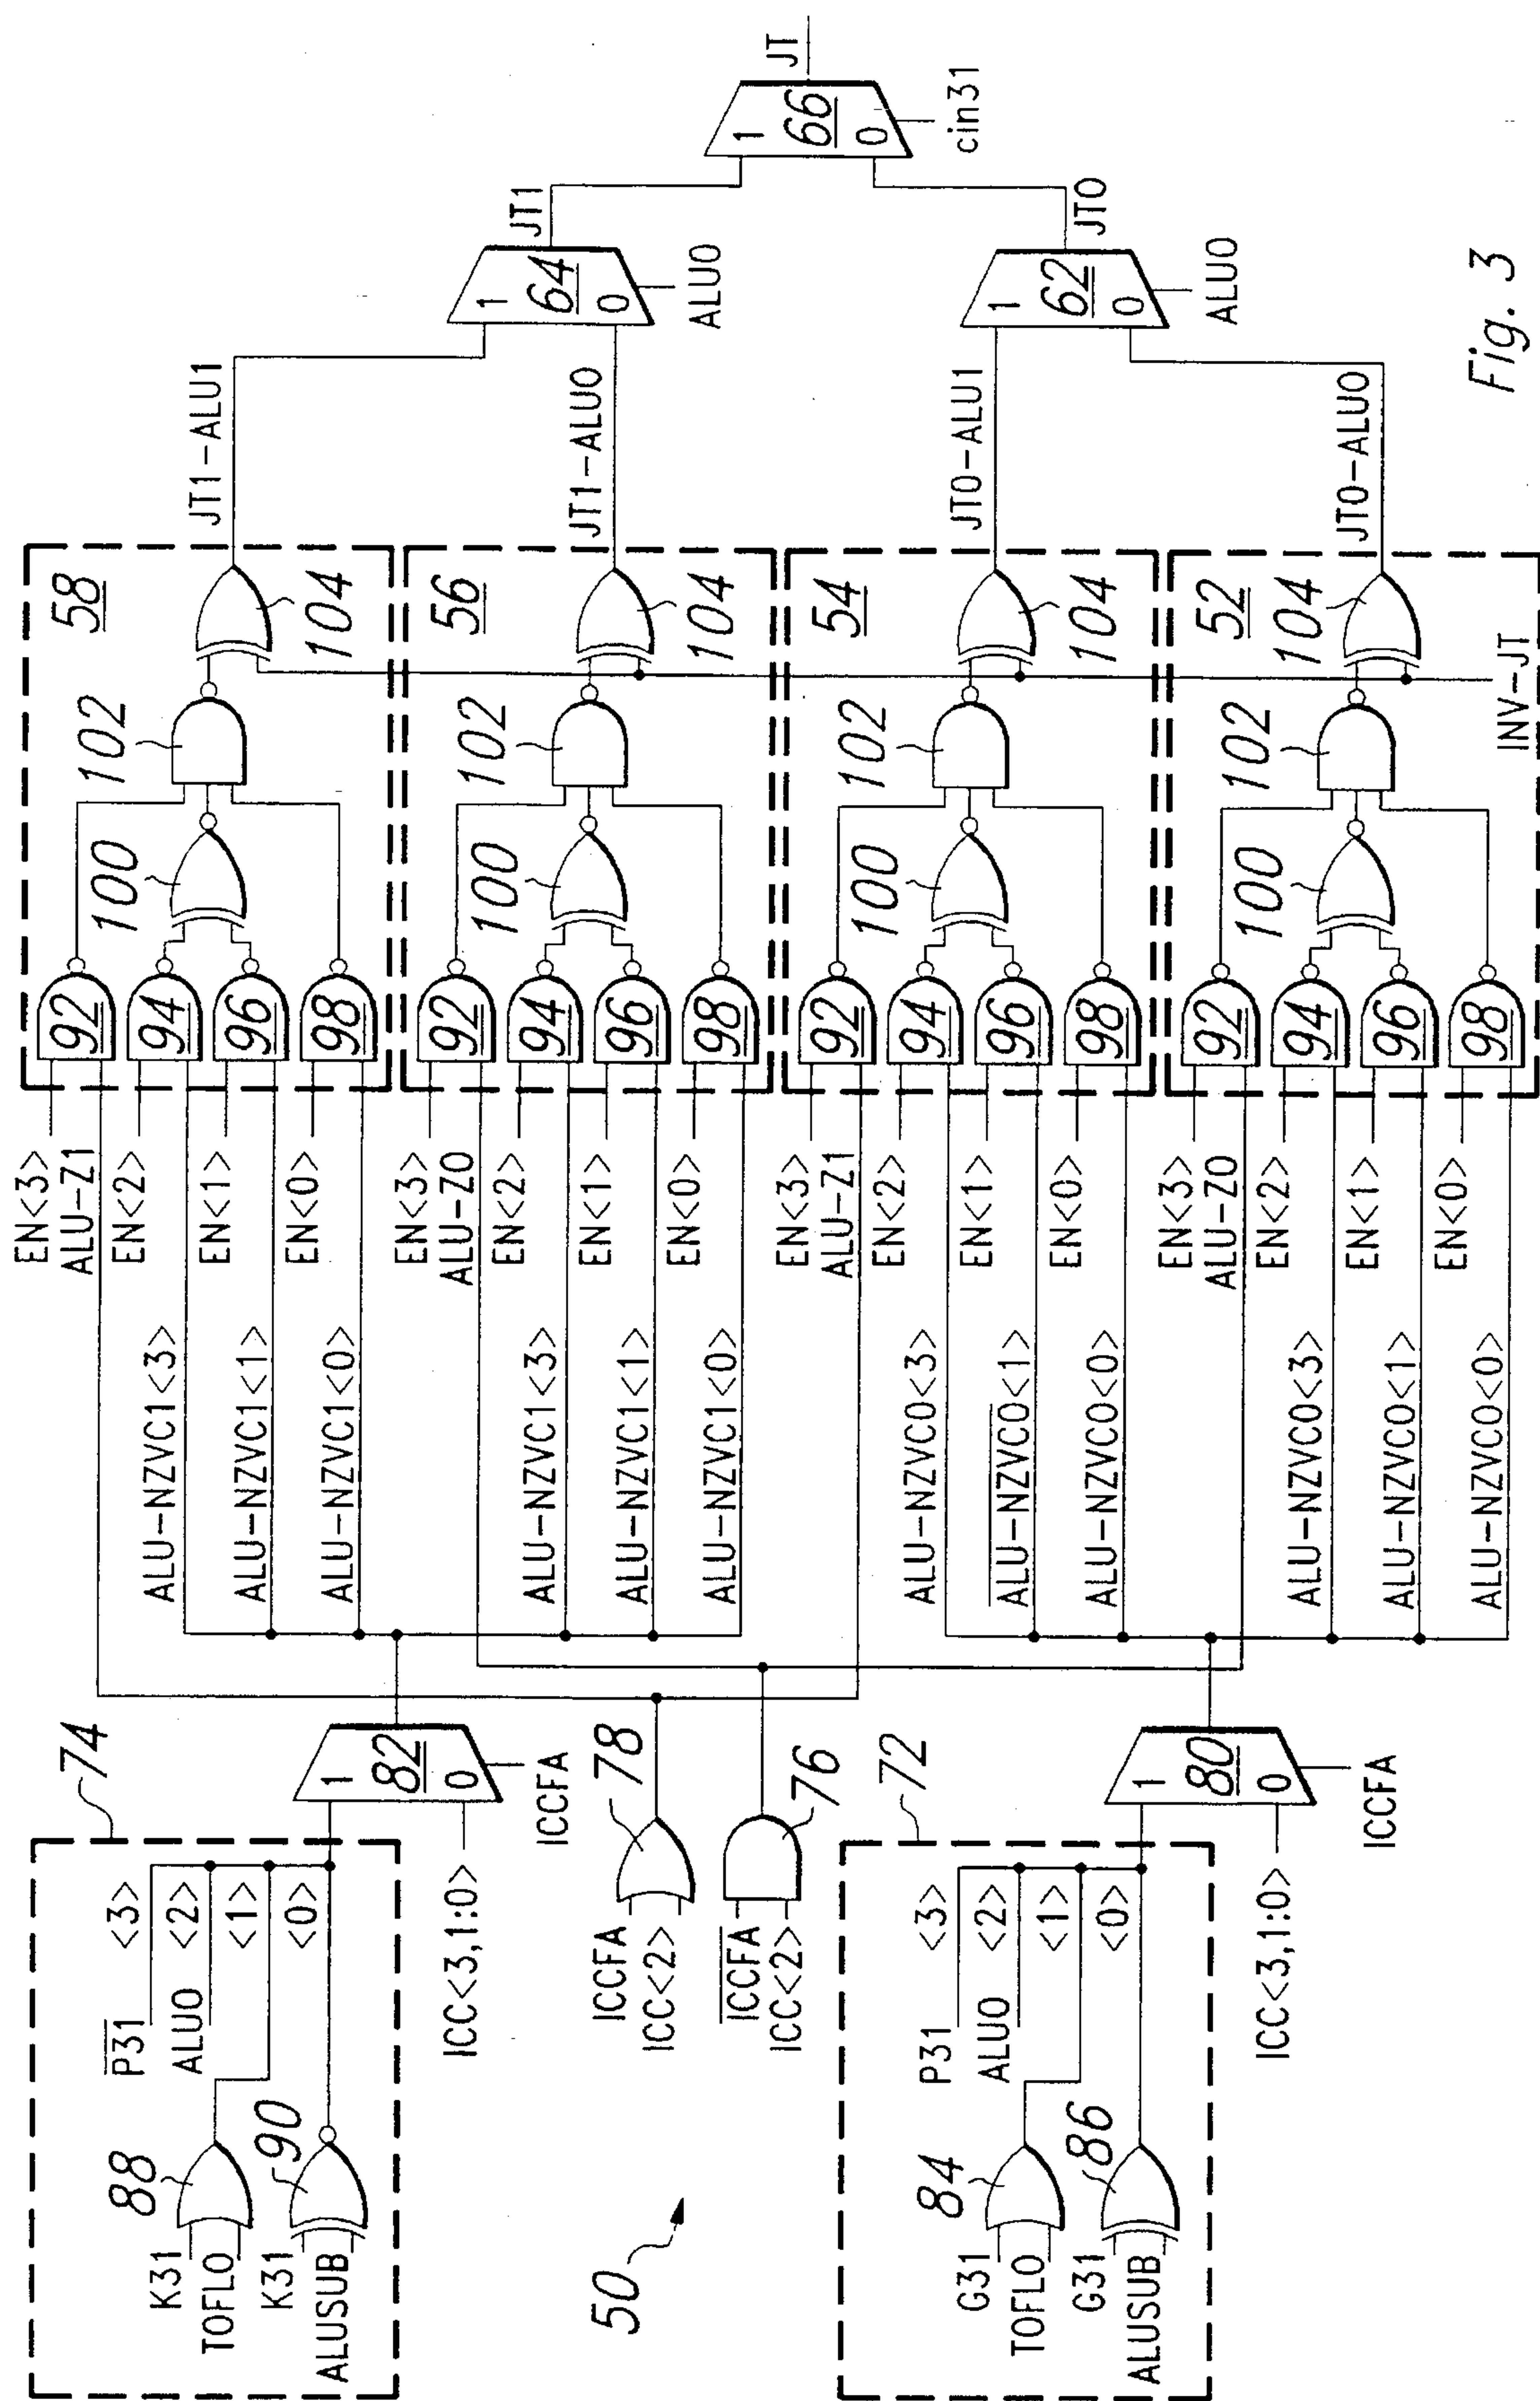 74
P31 <3>
ALU0 <2>
<1>
<0>
88
K31
TOFLO
90
K31
ALUSUB
1
82
0
ICCFA
ICC<3,1:0>
78
ICCFA
ICC<2>
76
ICCFA
ICC<2>
50
72
P31 <3>
ALU0 <2>
<1>
<0>
84
G31
TOFLO
86
G31
ALUSUB
1
80
0
ICCFA
ICC<3,1:0>
EN<3>
ALU-Z1
EN<2>
ALU-NZVC1<3>
EN<1>
ALU-NZVC1<1>
EN<0>
ALU-NZVC1<0>
92
94
96
98
100
102
104
58
JT1-ALU1
EN<3>
ALU-Z0
EN<2>
ALU-NZVC1<3>
EN<1>
ALU-NZVC1<1>
EN<0>
ALU-NZVC1<0>
92
94
96
98
100
102
104
56
JT1-ALU0
EN<3>
ALU-Z1
EN<2>
ALU-NZVC0<3>
EN<1>
ALU-NZVC0<1>
EN<0>
ALU-NZVC0<0>
92
94
96
98
100
102
104
54
JT0-ALU1
EN<3>
ALU-Z0
EN<2>
ALU-NZVC0<3>
EN<1>
ALU-NZVC0<1>
EN<0>
ALU-NZVC0<0>
92
94
96
98
100
102
104
52
JT0-ALU0
INV-JT
1
64
0
ALU0
JT1
1
62
0
ALU0
JT0
1
66
0
cin31
JT
Fig. 3